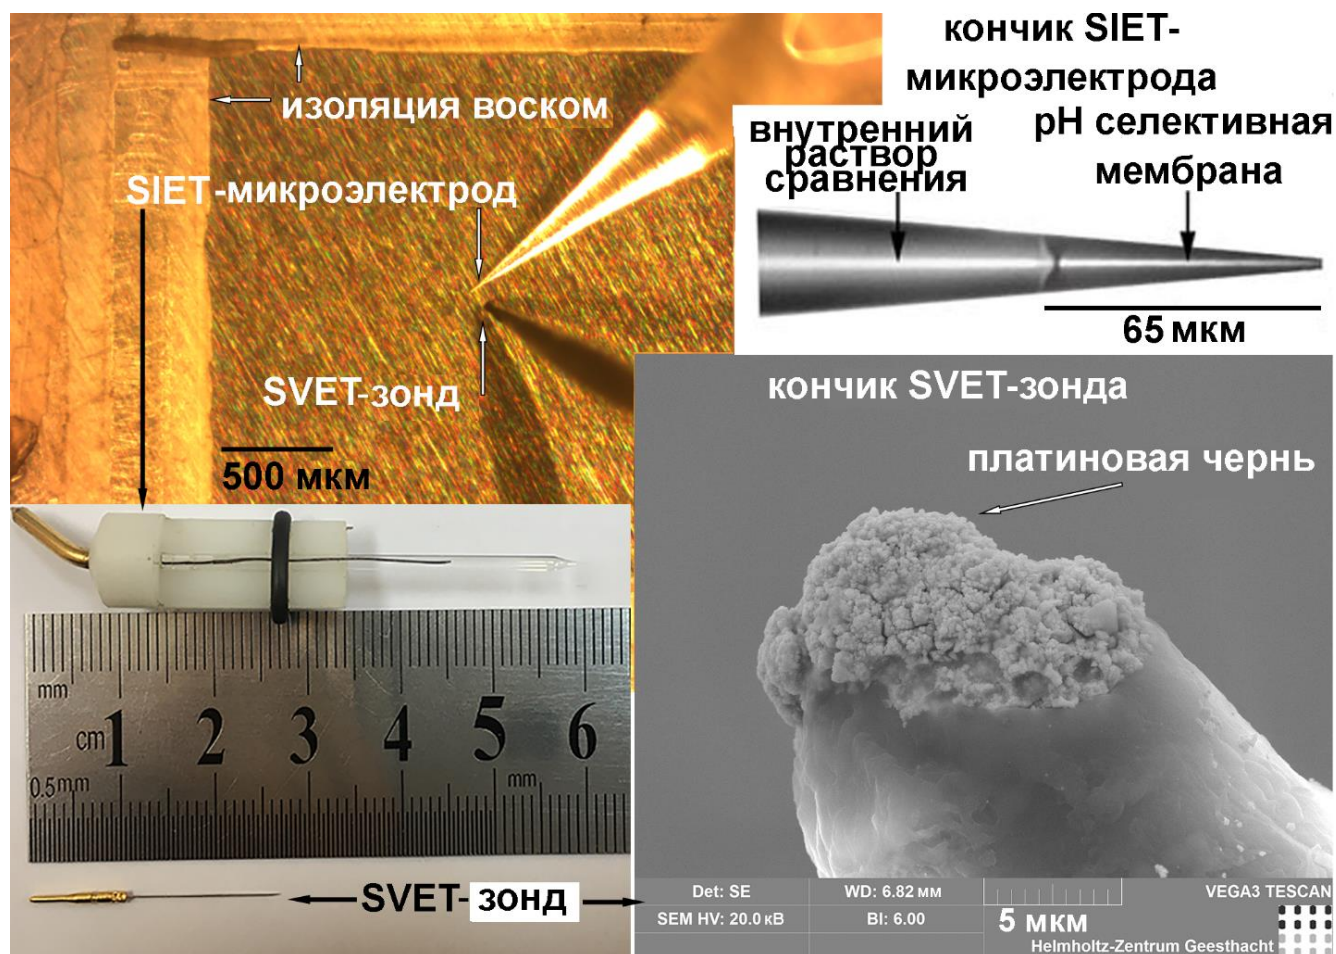 кончик SIET-
микроэлектрода
изоляция воском
внутренний
раствор
сравнения
pH селективная
мембрана
SIET-микроэлектрод
65 мкм
SVET-зонд
500 мкм
кончик SVET-зонда
платиновая чернь
mm
cm 1 2 3 4 5 6
0.5mm
mm
SVET-зонд
Det: SE
WD: 6.82 мм
VEGA3 TESCAN
SEM HV: 20.0 кВ
BI: 6.00
5 мкм
Helmholtz-Zentrum Geesthacht